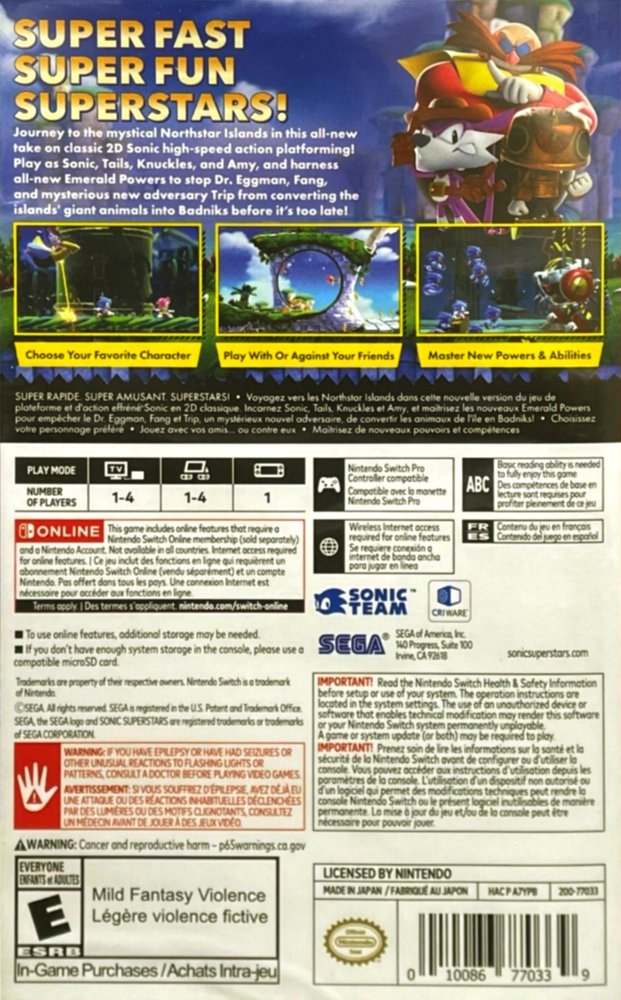 SUPER FAST
SUPER FUN
SUPERSTARS!
Journey to the mystical Northstar Islands in this all-new
take on classic 2D Sonic high-speed action platforming!
Play as Sonic, Tails, Knuckles, and Amy, and harness
all-new Emerald Powers to stop Dr. Eggman, Fang,
and mysterious new adversary Trip from converting the
islands' giant animals into Badniks before it's too late!
Choose Your Favorite Character
Play With Or Against Your Friends
Master New Powers & Abilities
SUPER RAPIDE. SUPER AMUSANT. SUPERSTARS! • Voyagez vers les Northstar Islands dans cette nouvelle version du jeu de
plateforme et d'action effréné Sonic en 2D classique. Incarnez Sonic, Tails, Knuckles et Amy, et maîtrisez les nouveaux Emerald Powers
pour empêcher le Dr. Eggman, Fang et Trip, un mystérieux nouvel adversaire, de convertir les animaux de l'île en Badniks! • Choisissez
votre personnage préféré • Jouez avec vos amis... ou contre eux • Maîtrisez de nouveaux pouvoirs et compétences
PLAY MODE
TV
NUMBER
OF PLAYERS
1-4
1-4
1
Nintendo Switch Pro
Controller compatible
Compatible avec la manette
Nintendo Switch Pro
ABC
Basic reading ability is needed
to fully enjoy this game
Des compétences de base en
lecture sont requises pour
profiter pleinement de ce jeu
ONLINE
This game includes online features that require a
Nintendo Switch Online membership (sold separately)
and a Nintendo Account. Not available in all countries. Internet access required
for online features. | Ce jeu inclut des fonctions en ligne qui requièrent un
abonnement Nintendo Switch Online (vendu séparément) et un compte
Nintendo. Pas offert dans tous les pays. Une connexion Internet est
nécessaire pour accéder aux fonctions en ligne.
Terms apply. | Des termes s'appliquent. nintendo.com/switch-online
Wireless Internet access
required for online features
Se requiere conexión a
internet de banda ancha
para jugar en línea
FR
ES
Contenu du jeu en français
Contenido del juego en español
SONIC
TEAM™
CRIWARE
■ To use online features, additional storage may be needed.
■ If you don't have enough system storage in the console, please use a
compatible microSD card.
SEGA®
SEGA of America, Inc.
140 Progress, Suite 100
Irvine, CA 92618
sonicsuperstars.com
Trademarks are property of their respective owners. Nintendo Switch is a trademark
of Nintendo.
©SEGA. All rights reserved. SEGA is registered in the U.S. Patent and Trademark Office.
SEGA, the SEGA logo and SONIC SUPERSTARS are registered trademarks or trademarks
of SEGA CORPORATION.
IMPORTANT! Read the Nintendo Switch Health & Safety Information
before setup or use of your system. The operation instructions are
located in the system settings. The use of an unauthorized device or
software that enables technical modification may render this software
or your Nintendo Switch system permanently unplayable.
A game or system update (or both) may be required to play.
IMPORTANT! Prenez soin de lire les informations sur la santé et la
sécurité de la Nintendo Switch avant de configurer ou d'utiliser la
console. Vous pouvez accéder aux instructions d'utilisation depuis les
paramètres de la console. L'utilisation d'un dispositif non autorisé ou
d'un logiciel qui permet des modifications techniques peut rendre la
console Nintendo Switch ou le présent logiciel inutilisables de manière
permanente. La mise à jour du jeu et/ou de la console peut être
nécessaire pour pouvoir jouer.
WARNING: IF YOU HAVE EPILEPSY OR HAVE HAD SEIZURES OR
OTHER UNUSUAL REACTIONS TO FLASHING LIGHTS OR
PATTERNS, CONSULT A DOCTOR BEFORE PLAYING VIDEO GAMES.
AVERTISSEMENT: SI VOUS SOUFFREZ D'ÉPILEPSIE, AVEZ DÉJÀ EU
UNE ATTAQUE OU DES RÉACTIONS INHABITUELLES DÉCLENCHÉES
PAR DES LUMIÈRES OU DES MOTIFS CLIGNOTANTS, CONSULTEZ
UN MÉDECIN AVANT DE JOUER À DES JEUX VIDÉO.
⚠WARNING: Cancer and reproductive harm - p65warnings.ca.gov
EVERYONE
ENFANTS et ADULTES
E
ESRB
Mild Fantasy Violence
Légère violence fictive
In-Game Purchases / Achats Intra-jeu
LICENSED BY NINTENDO
MADE IN JAPAN / FABRIQUÉ AU JAPON
HAC P A7YPB
200-77033
Official
Nintendo
Seal
0 10086 77033 9